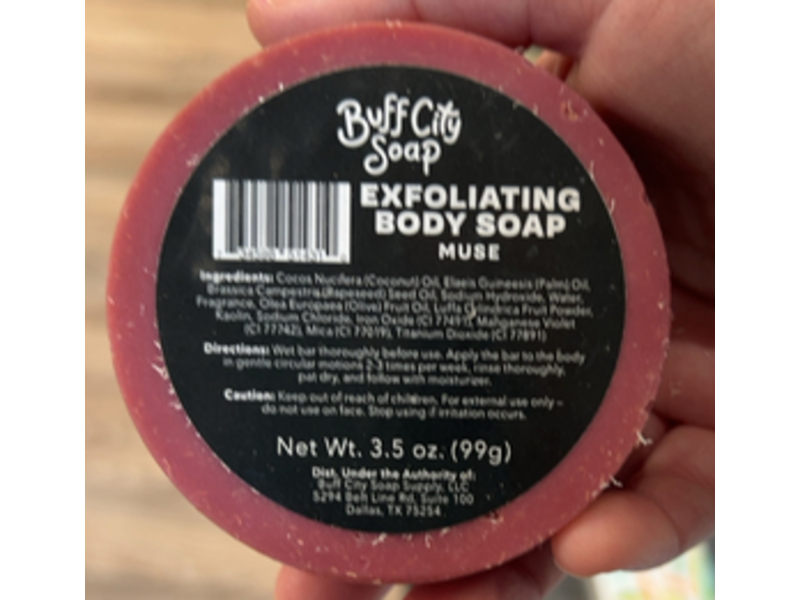 Buff City
Soap
EXFOLIATING
BODY SOAP
MUSE
Ingredients: Cocos Nucifera (Coconut) Oil, Elaeis Guineesis (Palm) Oil,
Brassica Campestris (Rapeseed) Seed Oil, Sodium Hydroxide, Water,
Fragrance, Olea Europaea (Olive) Fruit Oil, Luffa Cylindrica Fruit Powder,
Kaolin, Sodium Chloride, Iron Oxide (CI 77491), Manganese Violet
(CI 77742), Mica (CI 77019), Titanium Dioxide (CI 77891)
Directions: Wet bar thoroughly before use. Apply the bar to the body
in gentle circular motions 2-3 times per week, rinse thoroughly,
pat dry, and follow with moisturizer.
Caution: Keep out of reach of children. For external use only –
do not use on face. Stop using if irritation occurs.
Net Wt. 3.5 oz. (99g)
Dist. Under the Authority of:
Buff City Soap Supply, LLC
5294 Belt Line Rd. Suite 100
Dallas, TX 75254